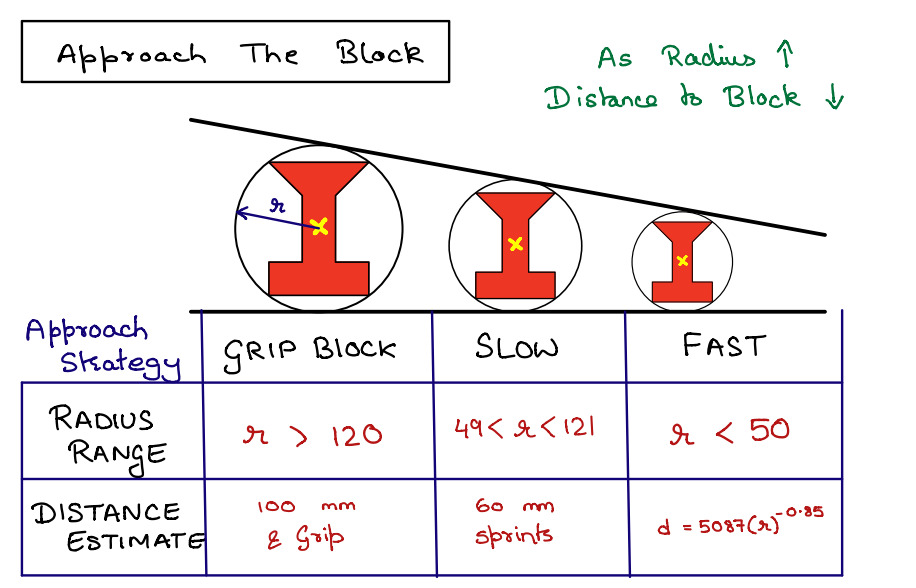 Approach The Block
As Radius ↑
Distance to Block ↓
r
Approach Strategy
GRIP BLOCK
SLOW
FAST
RADIUS RANGE
r > 120
49 < r < 121
r < 50
DISTANCE ESTIMATE
100 mm
& Grip
60 mm
sprints
d = 5087(r)^-0.85